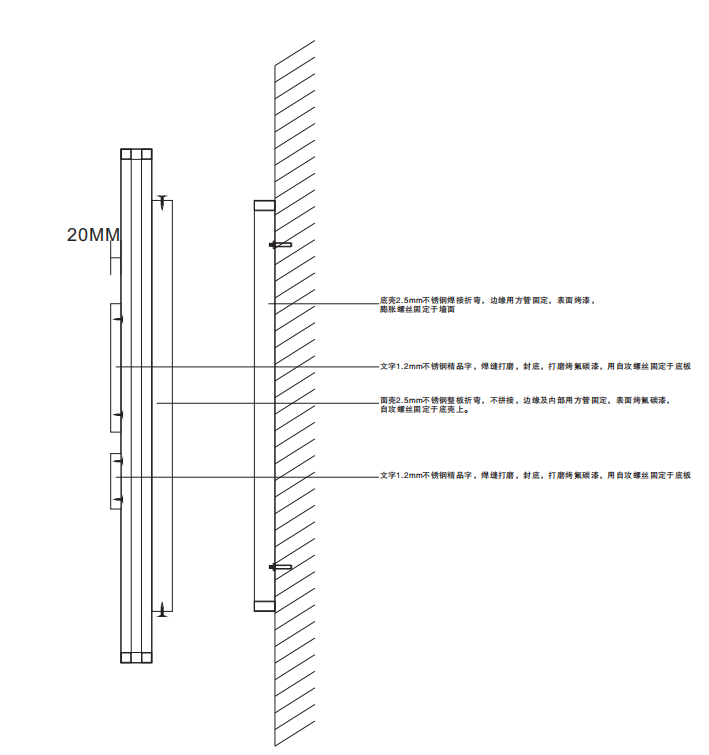 20MM
底壳2.5mm不锈钢焊接折弯，边缘用方管固定，表面烤漆，
膨胀螺丝固定于墙面
文字1.2mm不锈钢精品字，焊缝打磨，封底，打磨烤氟碳漆，用自攻螺丝固定于底板
面壳2.5mm不锈钢整板折弯，不拼接，边缘及内部用方管固定，表面烤氟碳漆，
自攻螺丝固定于底壳上。
文字1.2mm不锈钢精品字，焊缝打磨，封底，打磨烤氟碳漆，用自攻螺丝固定于底板